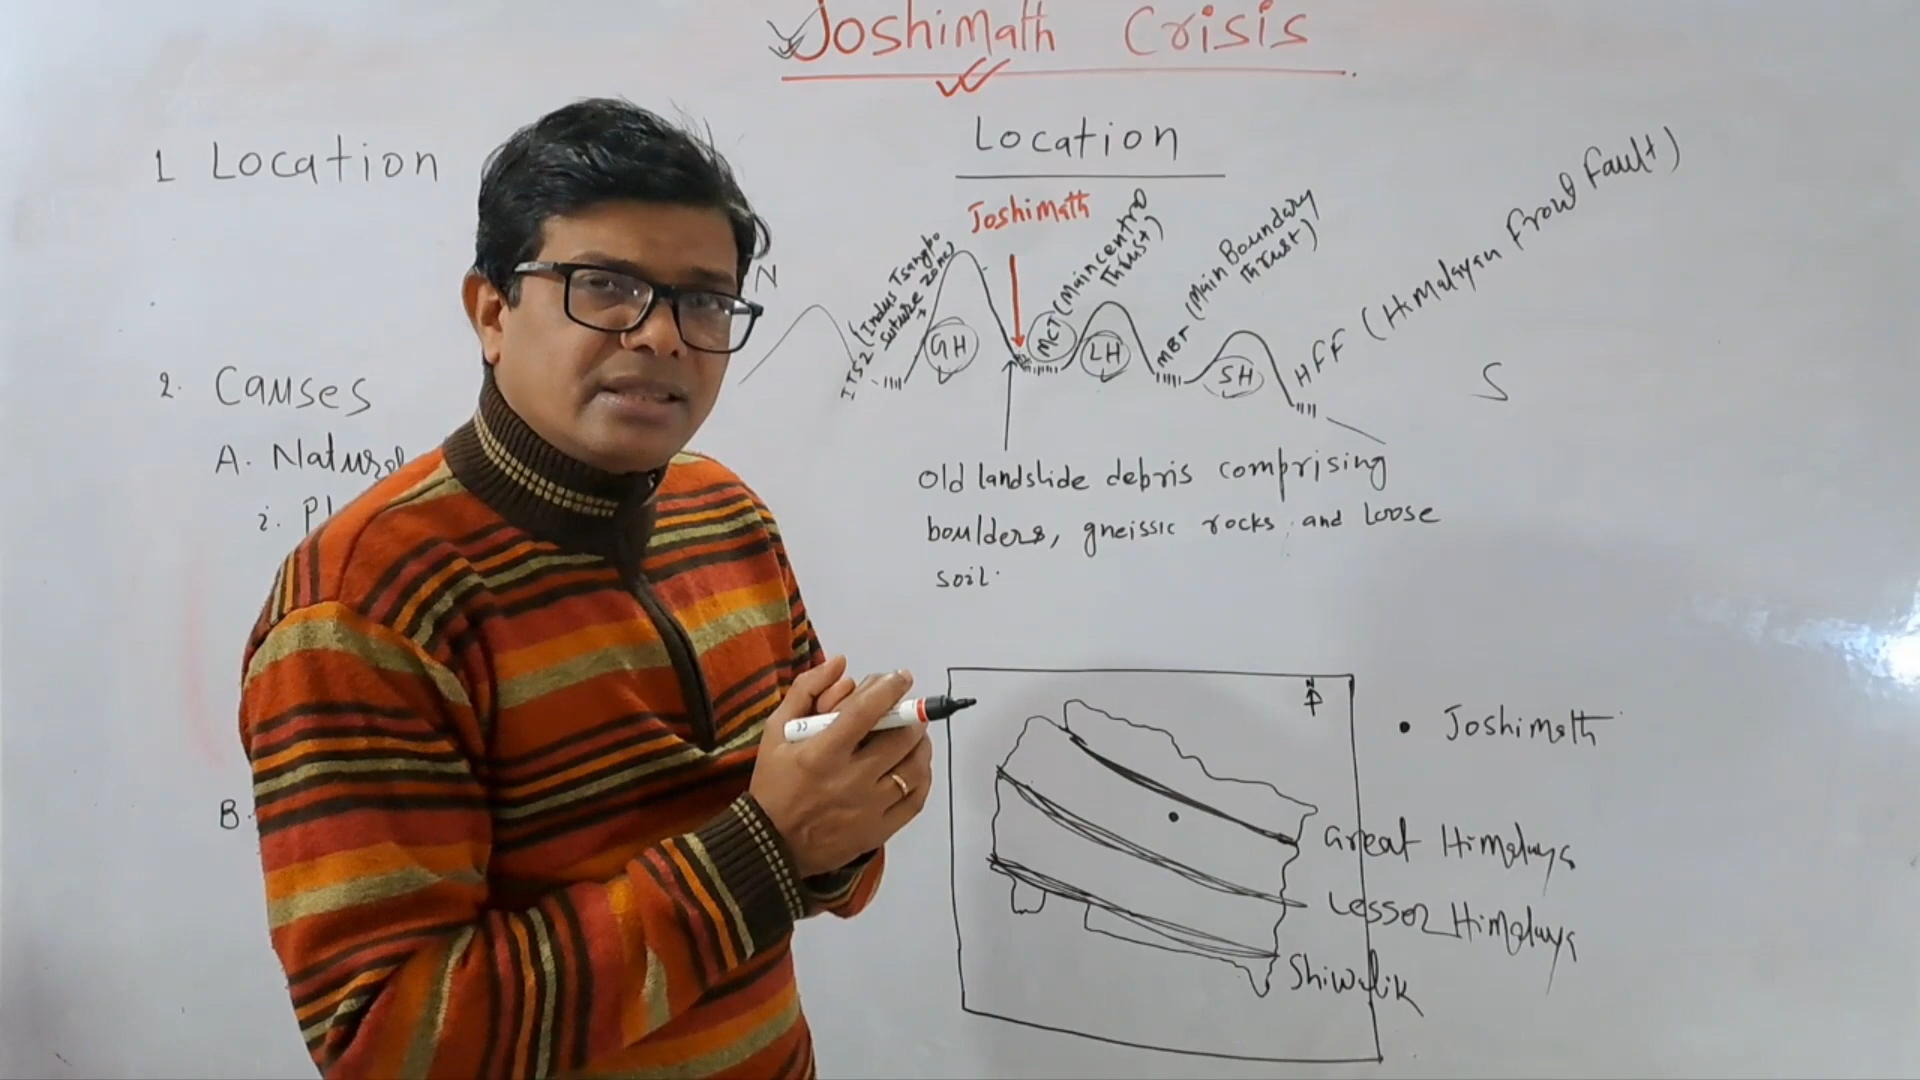 Joshimath Crisis
1 Location
2. Causes
A. Natural
i.
B.
Location
Joshimath
N
ITSZ (Indus Tsangpo
suture zone)
GH
MCT (Main central
Thrust)
LH
MBT (Main Boundary
Thrust)
SH
HFF (Himalayan Front Fault)
S
Old landslide debris comprising
boulders, gneissic rocks and loose
soil.
N
• Joshimath
Great Himalaya
Lesser Himalaya
Shiwalik